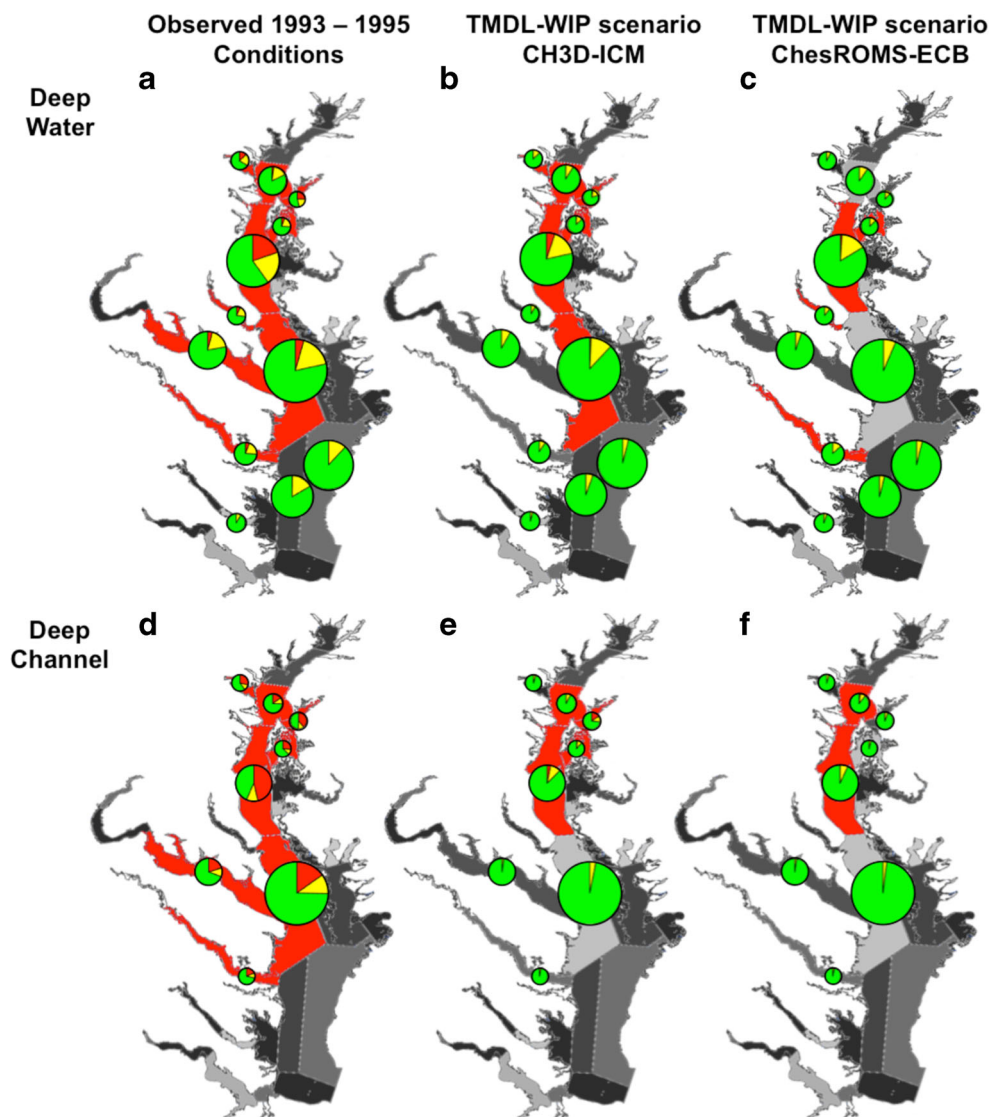 Observed 1993 – 1995
Conditions
TMDL-WIP scenario
CH3D-ICM
TMDL-WIP scenario
ChesROMS-ECB
Deep
Water
a
b
c
Deep
Channel
d
e
f